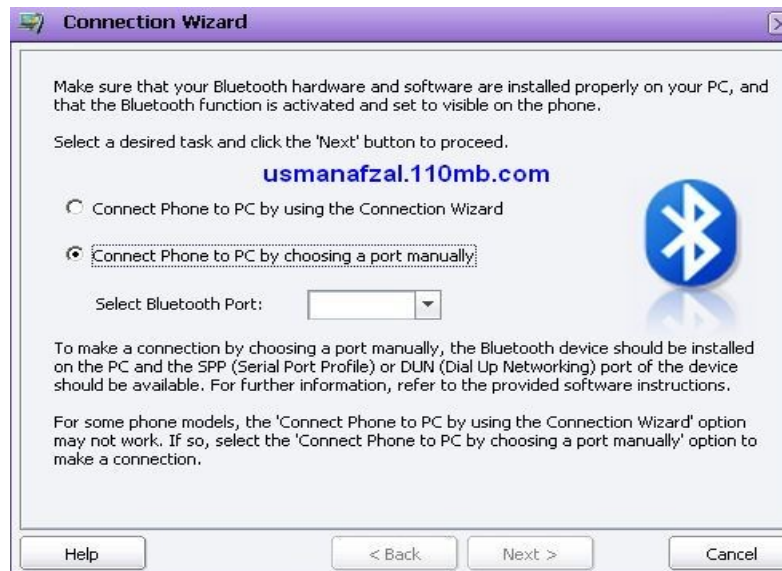 Connection Wizard
Make sure that your Bluetooth hardware and software are installed properly on your PC, and
that the Bluetooth function is activated and set to visible on the phone.
Select a desired task and click the 'Next' button to proceed.
usmanafzal.110mb.com
Connect Phone to PC by using the Connection Wizard
Connect Phone to PC by choosing a port manually
Select Bluetooth Port:
To make a connection by choosing a port manually, the Bluetooth device should be installed
on the PC and the SPP (Serial Port Profile) or DUN (Dial Up Networking) port of the device
should be available. For further information, refer to the provided software instructions.
For some phone models, the 'Connect Phone to PC by using the Connection Wizard' option
may not work. If so, select the 'Connect Phone to PC by choosing a port manually' option to
make a connection.
Help
< Back
Next >
Cancel